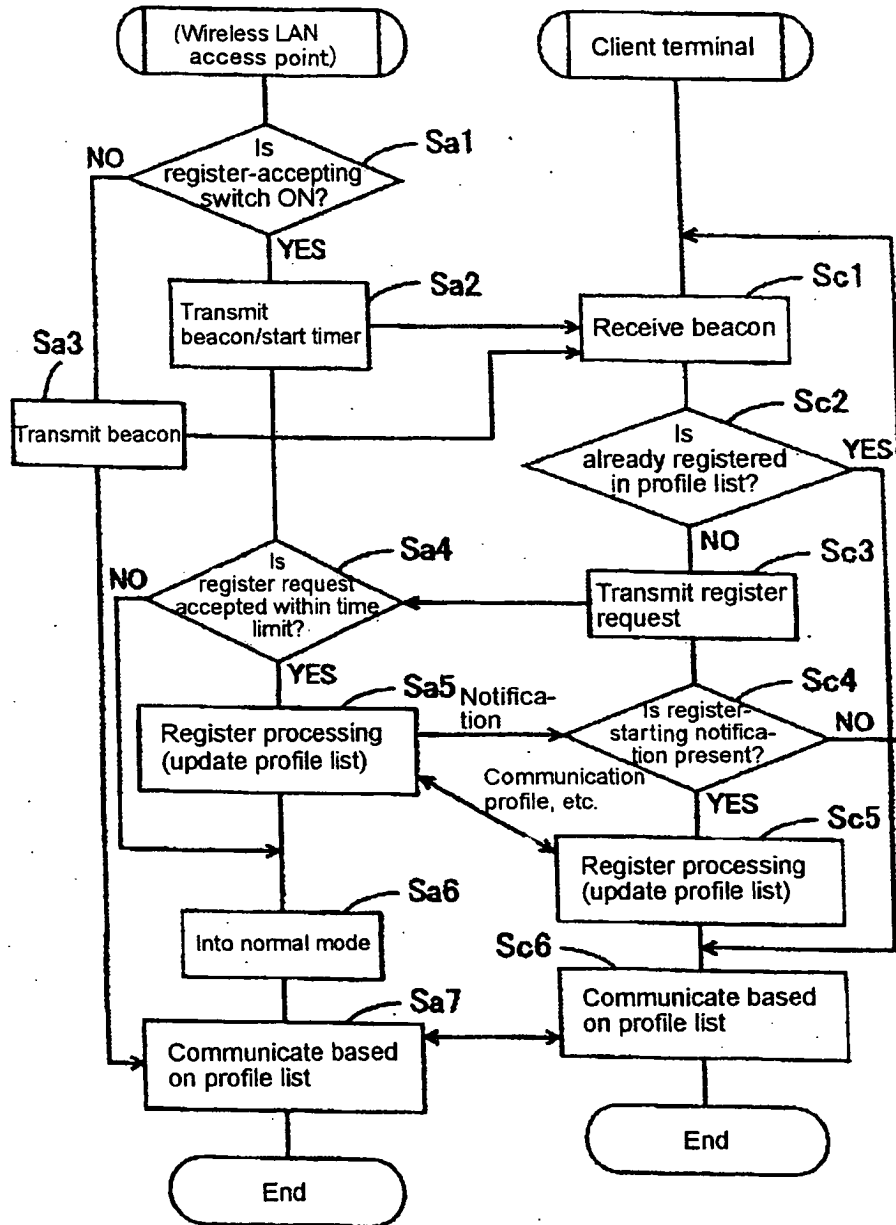 (Wireless LAN
access point)
Client terminal
Is
register-accepting
switch ON?
Sa1
NO
YES
Transmit
beacon/start timer
Sa2
Receive beacon
Sc1
Sa3
Transmit beacon
Is
already registered
in profile list?
Sc2
YES
NO
Is
register request
accepted within time
limit?
Sa4
NO
YES
Transmit register
request
Sc3
Register processing
(update profile list)
Sa5
Notifica-
tion
Is register-
starting notifica-
tion present?
Sc4
NO
YES
Communication
profile, etc.
Register processing
(update profile list)
Sc5
Into normal mode
Sa6
Communicate based
on profile list
Sc6
Communicate based
on profile list
Sa7
End
End